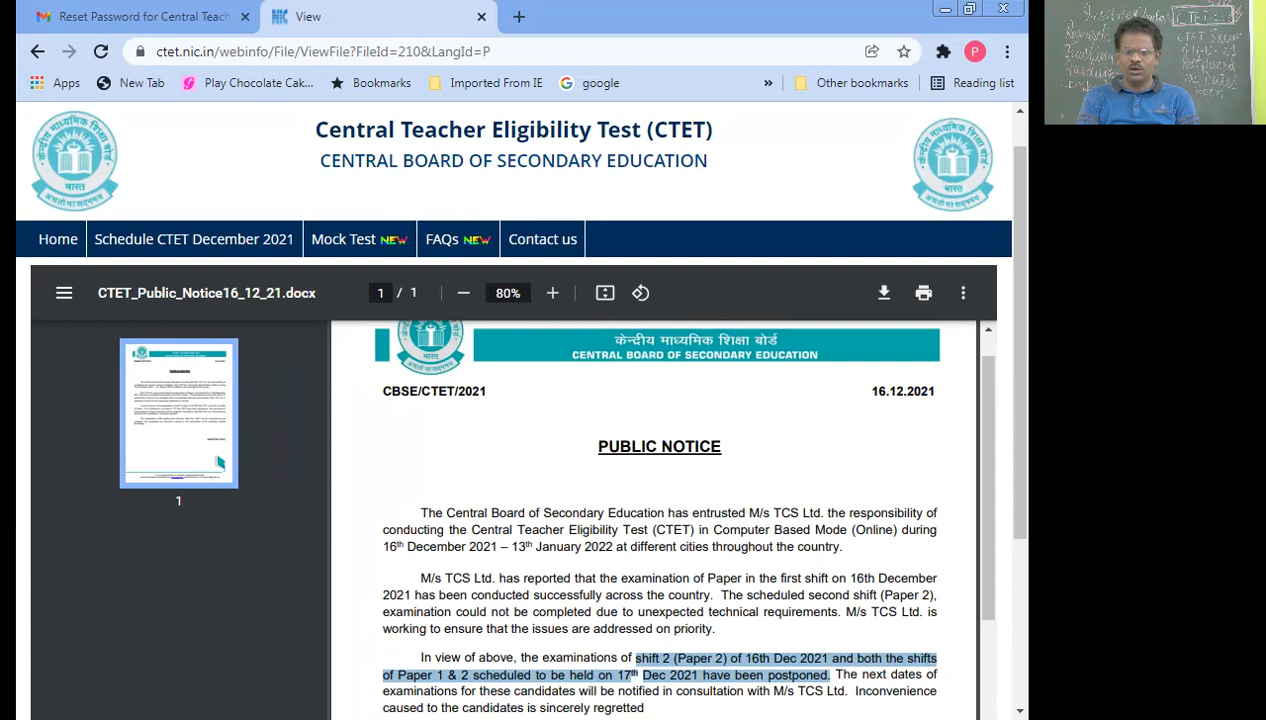 Reset Password for Central Teach
View
ctet.nic.in/webinfo/File/ViewFile?FileId=210&LangId=P
P
Apps
New Tab
Play Chocolate Cak...
Bookmarks
Imported From IE
google
»
Other bookmarks
Reading list
Central Teacher Eligibility Test (CTET)
CENTRAL BOARD OF SECONDARY EDUCATION
भारत
भारत
Home
Schedule CTET December 2021
Mock Test NEW
FAQs NEW
Contact us
CTET_Public_Notice16_12_21.docx
1 / 1
80%
1
केन्द्रीय माध्यमिक शिक्षा बोर्ड
CENTRAL BOARD OF SECONDARY EDUCATION
भारत
CBSE/CTET/2021
16.12.2021
PUBLIC NOTICE
The Central Board of Secondary Education has entrusted M/s TCS Ltd. the responsibility of
conducting the Central Teacher Eligibility Test (CTET) in Computer Based Mode (Online) during
16th December 2021 – 13th January 2022 at different cities throughout the country.
M/s TCS Ltd. has reported that the examination of Paper in the first shift on 16th December
2021 has been conducted successfully across the country. The scheduled second shift (Paper 2),
examination could not be completed due to unexpected technical requirements. M/s TCS Ltd. is
working to ensure that the issues are addressed on priority.
In view of above, the examinations of shift 2 (Paper 2) of 16th Dec 2021 and both the shifts
of Paper 1 & 2 scheduled to be held on 17th Dec 2021 have been postponed. The next dates of
examinations for these candidates will be notified in consultation with M/s TCS Ltd. Inconvenience
caused to the candidates is sincerely regretted